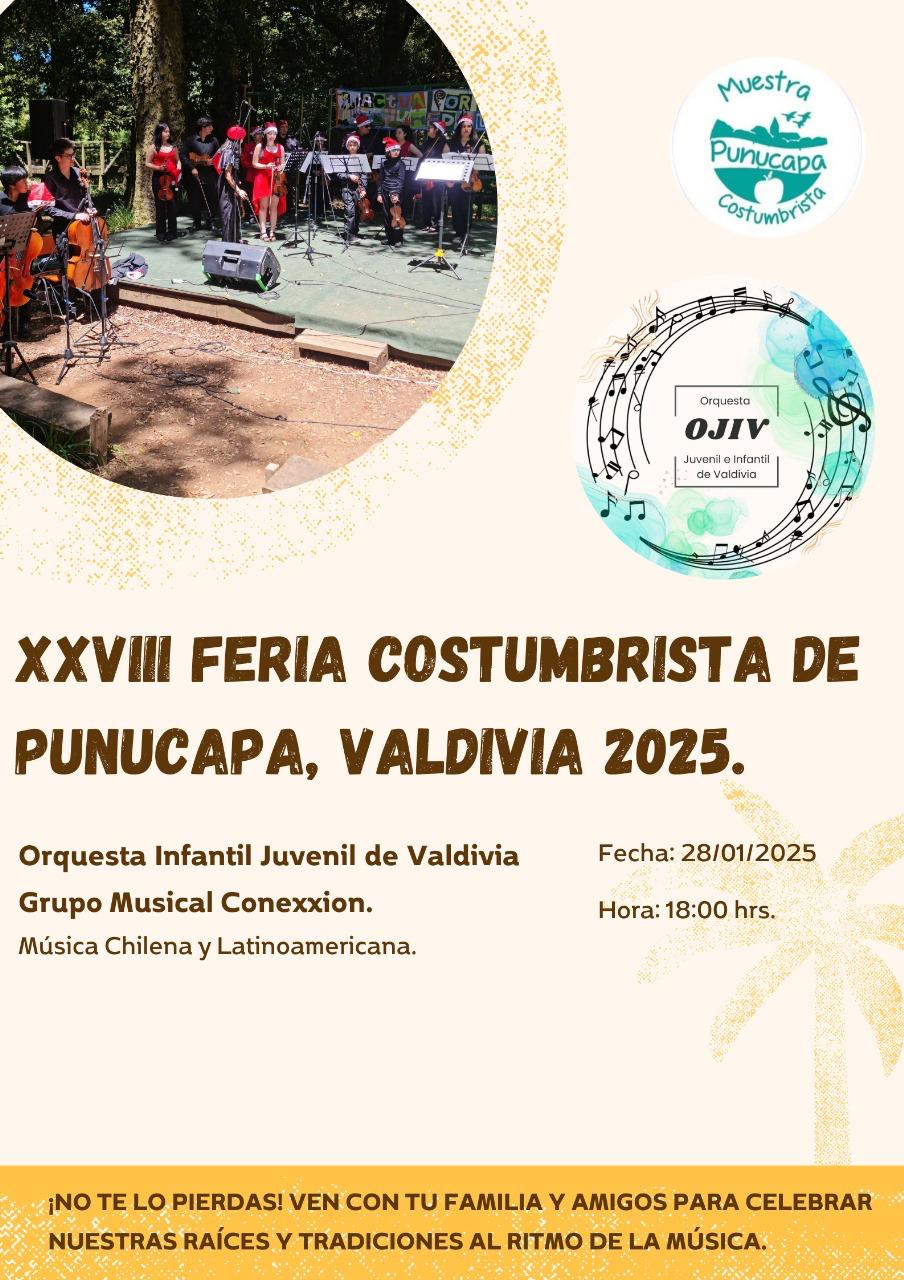 Muestra
Punucapa
Costumbrista
Orquesta
OJIV
Juvenil e Infantil
de Valdivia
XXVIII FERIA COSTUMBRISTA DE
PUNUCAPA, VALDIVIA 2025.
Orquesta Infantil Juvenil de Valdivia
Grupo Musical Conexxion.
Música Chilena y Latinoamericana.
Fecha: 28/01/2025
Hora: 18:00 hrs.
¡NO TE LO PIERDAS! VEN CON TU FAMILIA Y AMIGOS PARA CELEBRAR
NUESTRAS RAÍCES Y TRADICIONES AL RITMO DE LA MÚSICA.